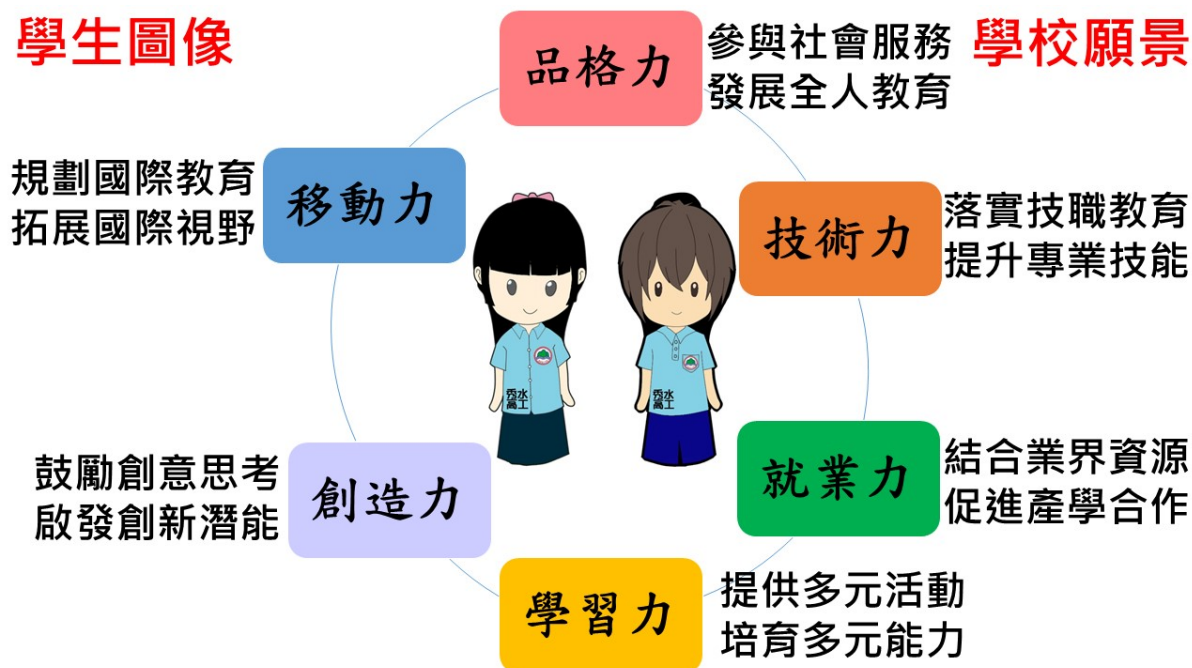 學生圖像
學校願景
品格力
參與社會服務
發展全人教育
技術力
落實技職教育
提升專業技能
就業力
結合業界資源
促進產學合作
學習力
提供多元活動
培育多元能力
創造力
鼓勵創意思考
啟發創新潛能
移動力
規劃國際教育
拓展國際視野
秀水
高工
秀水
高工